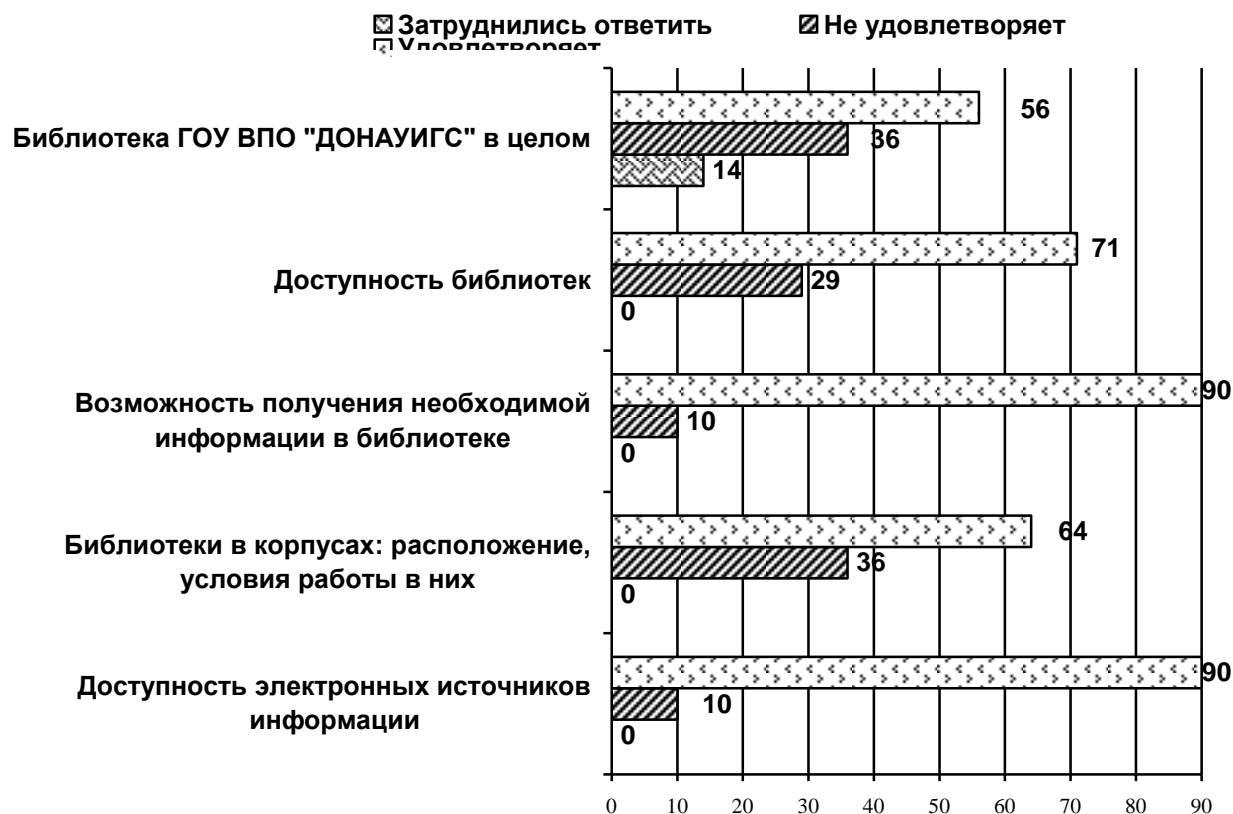 Затруднились ответить
Не удовлетворяет
Удовлетворяет
Библиотека ГОУ ВПО "ДОНАУИГС" в целом
56
36
14
Доступность библиотек
71
29
0
Возможность получения необходимой
информации в библиотеке
90
10
0
Библиотеки в корпусах: расположение,
условия работы в них
64
36
0
Доступность электронных источников
информации
90
10
0
0 10 20 30 40 50 60 70 80 90